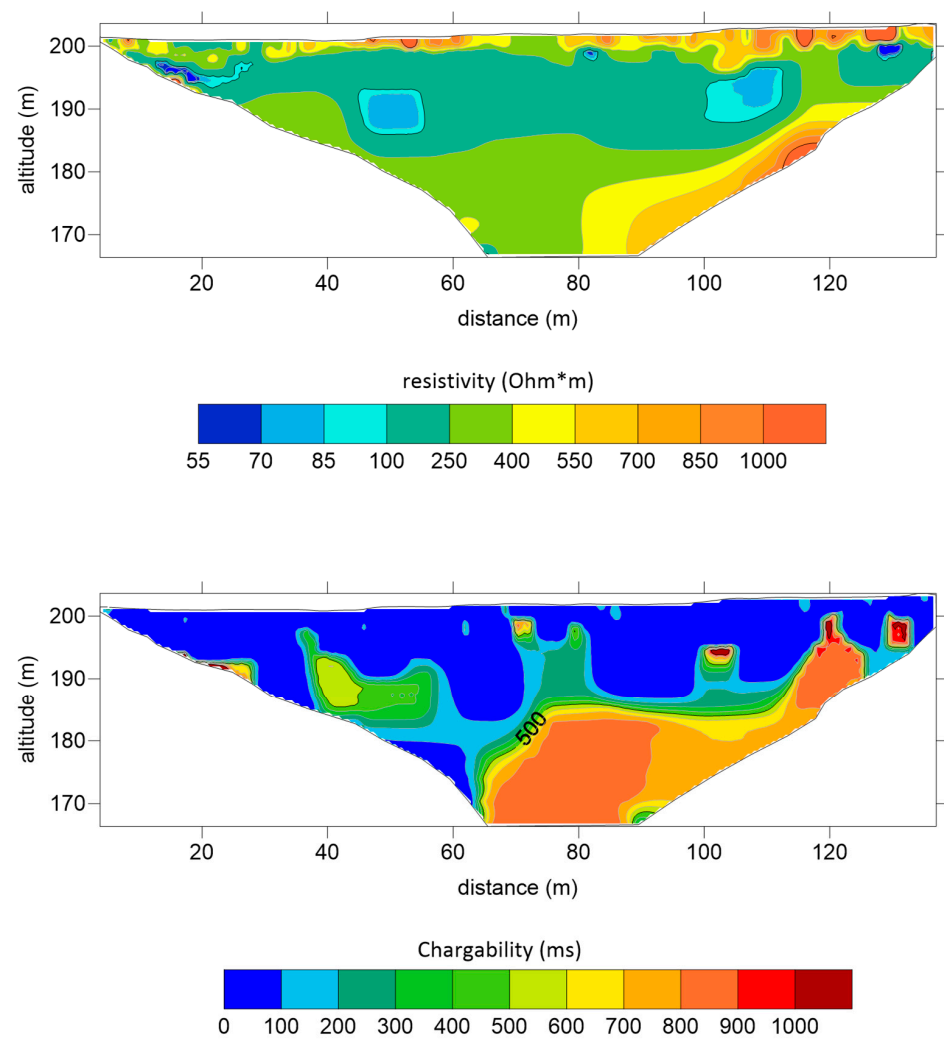 200
190
180
170
altitude (m)
20 40 60 80 100 120
distance (m)
resistivity (Ohm*m)
55 70 85 100 250 400 550 700 850 1000
200
190
180
170
altitude (m)
500
20 40 60 80 100 120
distance (m)
Chargability (ms)
0 100 200 300 400 500 600 700 800 900 1000